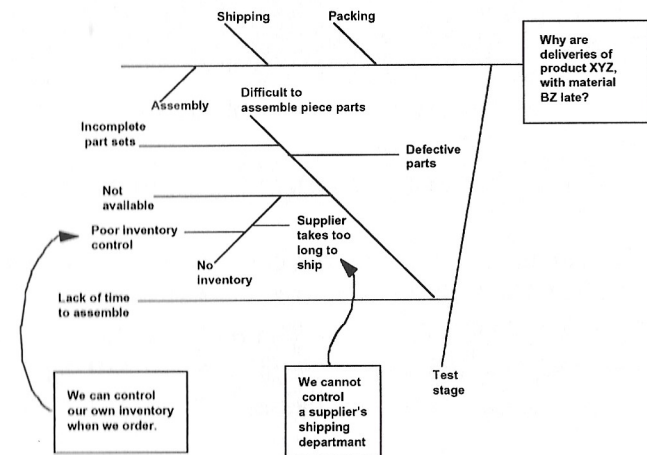 Shipping
Packing
Why are
deliveries of
product XYZ,
with material
BZ late?
Assembly
Difficult to
assemble piece parts
Incomplete
part sets
Defective
parts
Not
available
Poor inventory
control
Supplier
takes too
long to
ship
No
inventory
Lack of time
to assemble
Test
stage
We can control
our own inventory
when we order.
We cannot
control
a supplier's
shipping
departmant